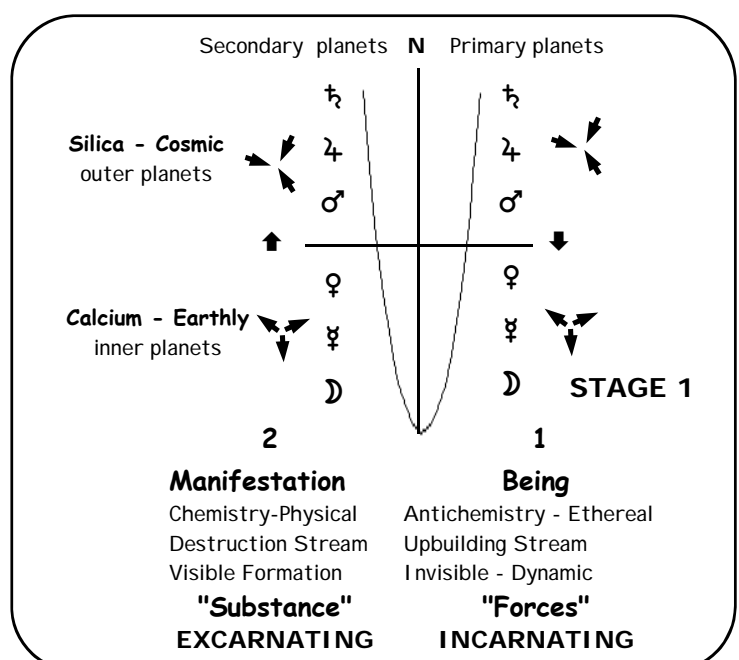 Secondary planets N Primary planets
♄ ♄
Silica - Cosmic
outer planets
♃ ♃
♂ ♂
♀ ♀
Calcium - Earthly
inner planets
☿ ☿
☽ ☽ STAGE 1
2 1
Manifestation Being
Chemistry-Physical Antichemistry - Ethereal
Destruction Stream Upbuilding Stream
Visible Formation Invisible - Dynamic
"Substance" "Forces"
EXCARNATING INCARNATING